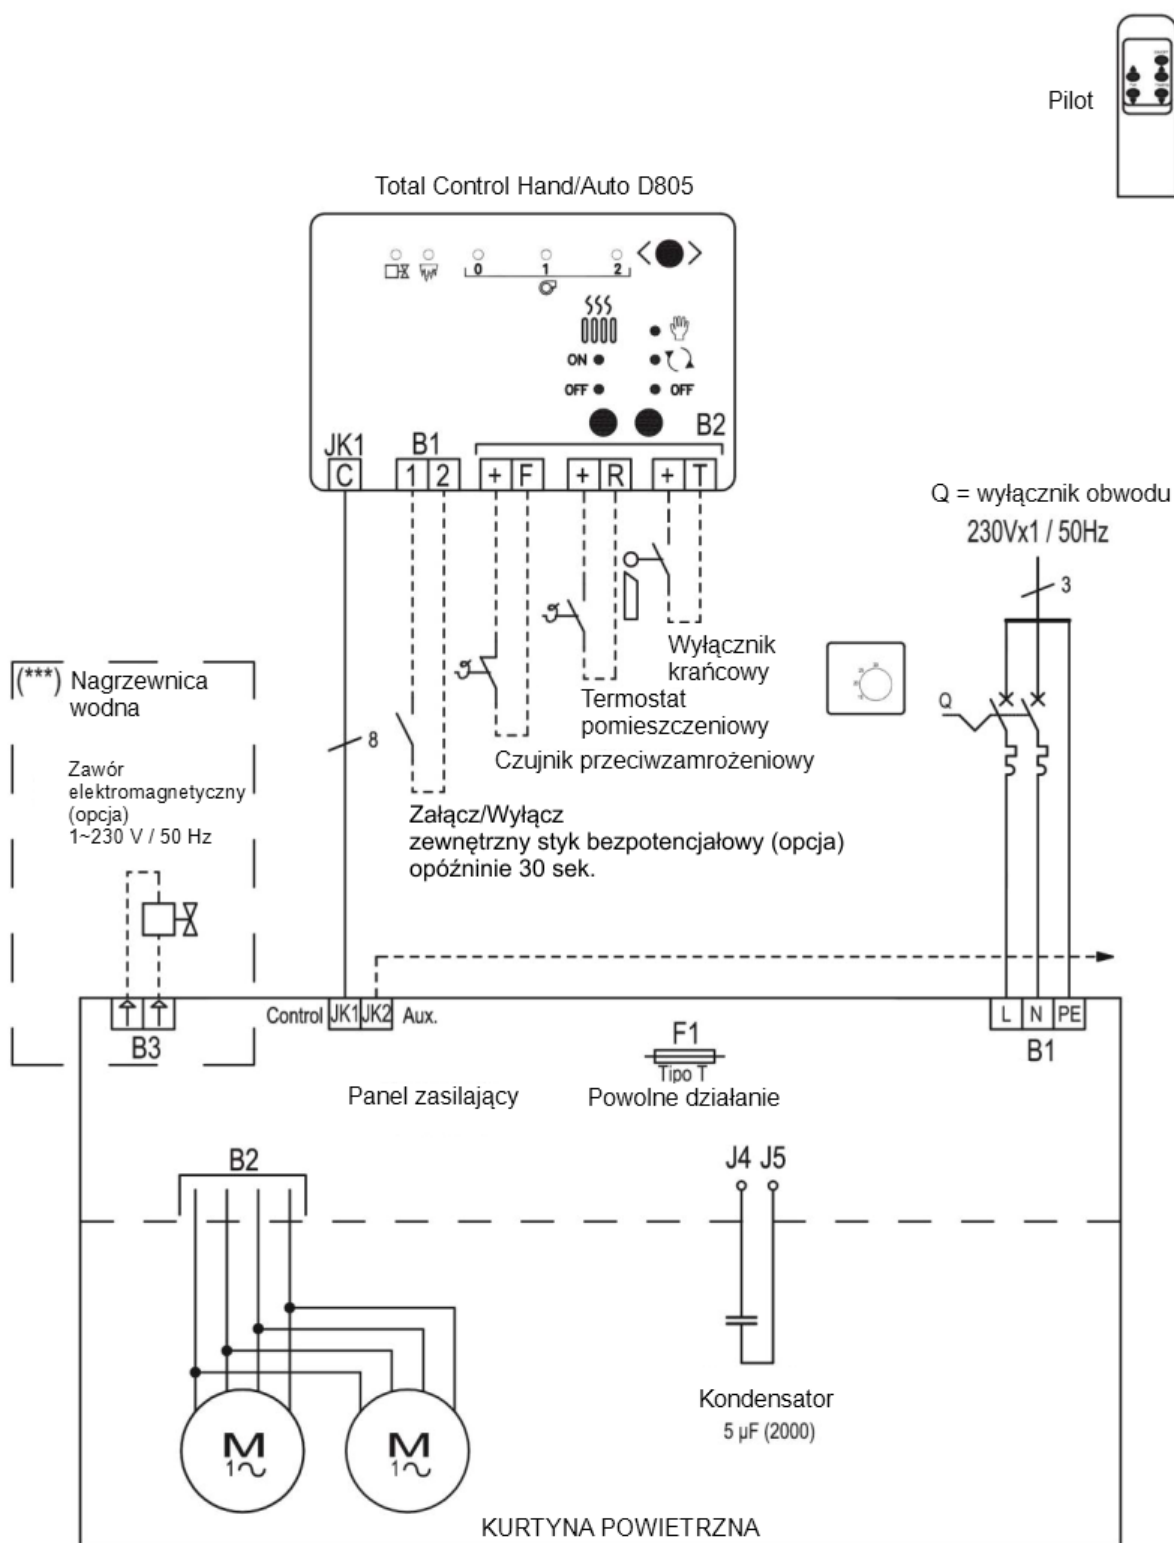 Pilot
Total Control Hand/Auto D805
0 1 2
ON
OFF OFF
JK1 B1 B2
C 1 2 + F + R + T
Q = wyłącznik obwodu
230Vx1 / 50Hz
3
Wyłącznik
krańcowy
Termostat
pomieszczeniowy
Czujnik przeciwzamrożeniowy
Q
(***) Nagrzewnica
wodna
8
Zawór
elektromagnetyczny
(opcja)
1~230 V / 50 Hz
Załącz/Wyłącz
zewnętrzny styk bezpotencjałowy (opcja)
opóźninie 30 sek.
Control JK1 JK2 Aux.
L N PE
B3
B1
F1
Tipo T
Panel zasilający
Powolne działanie
B2
J4 J5
Kondensator
5 µF (2000)
M
1
M
1
KURTYNA POWIETRZNA